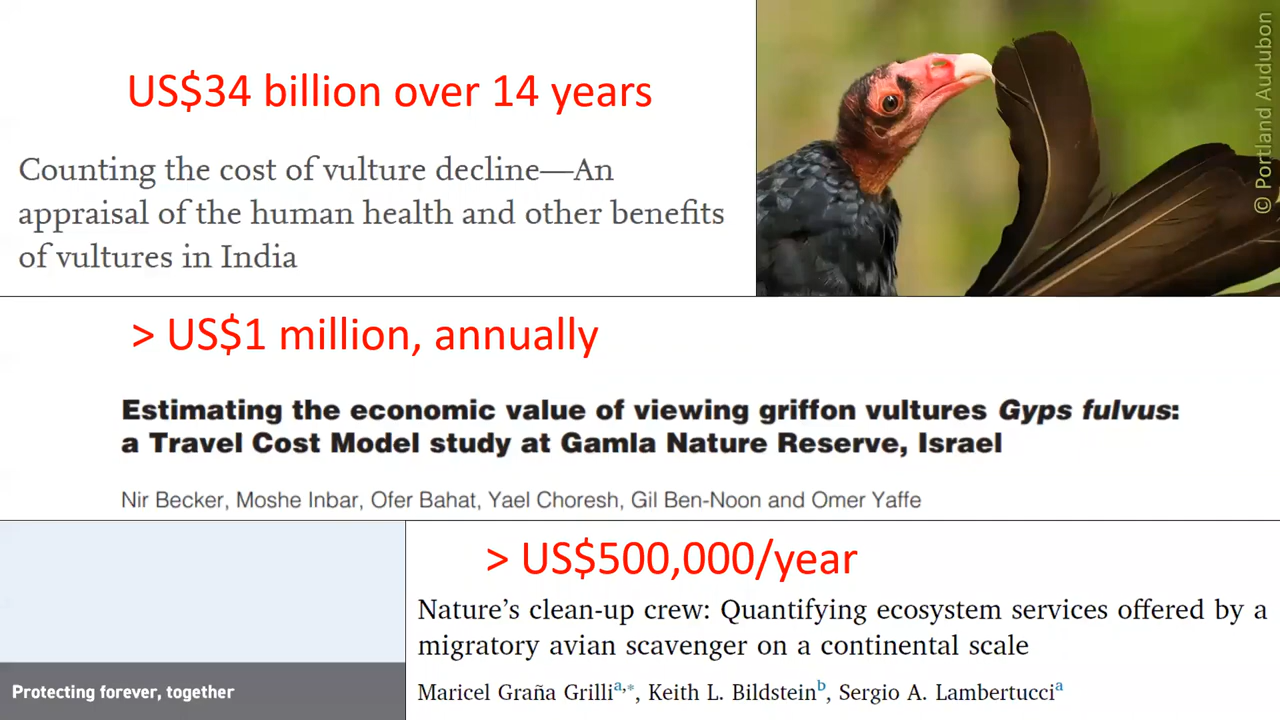 US$34 billion over 14 years
Counting the cost of vulture decline—An
appraisal of the human health and other benefits
of vultures in India
© Portland Audubon
> US$1 million, annually
Estimating the economic value of viewing griffon vultures Gyps fulvus:
a Travel Cost Model study at Gamla Nature Reserve, Israel
Nir Becker, Moshe Inbar, Ofer Bahat, Yael Choresh, Gil Ben-Noon and Omer Yaffe
> US$500,000/year
Nature's clean-up crew: Quantifying ecosystem services offered by a
migratory avian scavenger on a continental scale
Maricel Graña Grilli a,*, Keith L. Bildstein b, Sergio A. Lambertucci a
Protecting forever, together